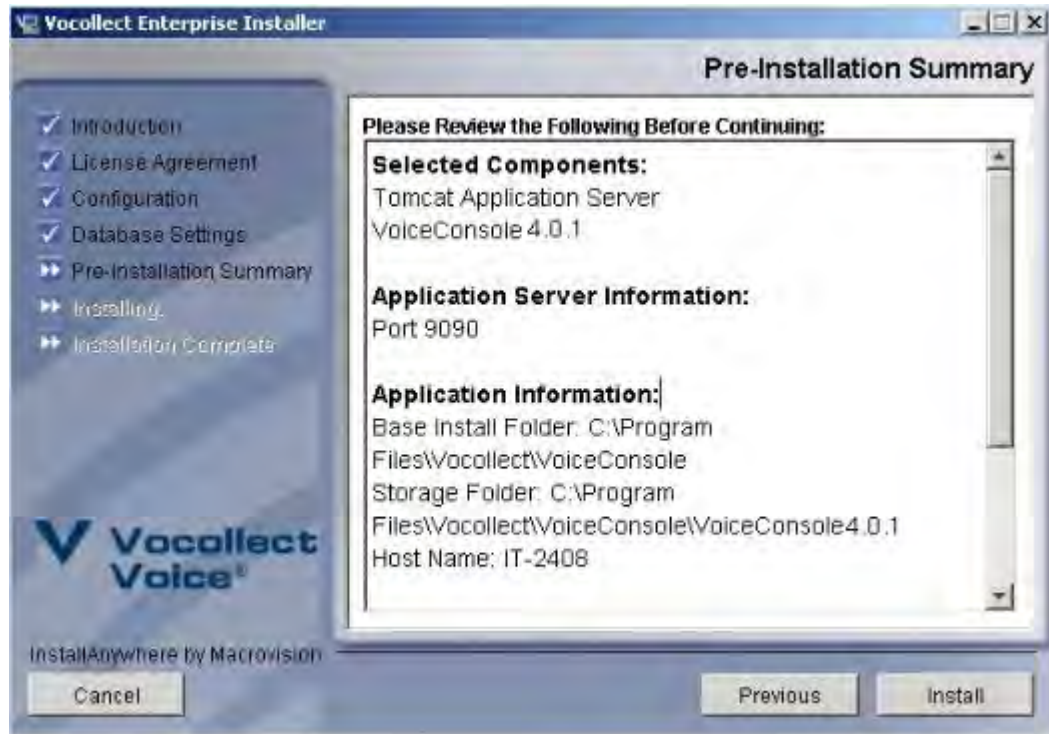 Vocollect Enterprise Installer
Pre-Installation Summary
Introduction
License Agreement
Configuration
Database Settings
Pre-Installation Summary
Installing...
Installation Complete
Please Review the Following Before Continuing:
Selected Components:
Tomcat Application Server
VoiceConsole 4.0.1
Application Server Information:
Port 9090
Application Information:
Base Install Folder: C:\Program
Files\Vocollect\VoiceConsole
Storage Folder: C:\Program
Files\Vocollect\VoiceConsole\VoiceConsole4.0.1
Host Name: IT-2408
Vocollect
Voice®
InstallAnywhere by Macrovision
Cancel
Previous
Install